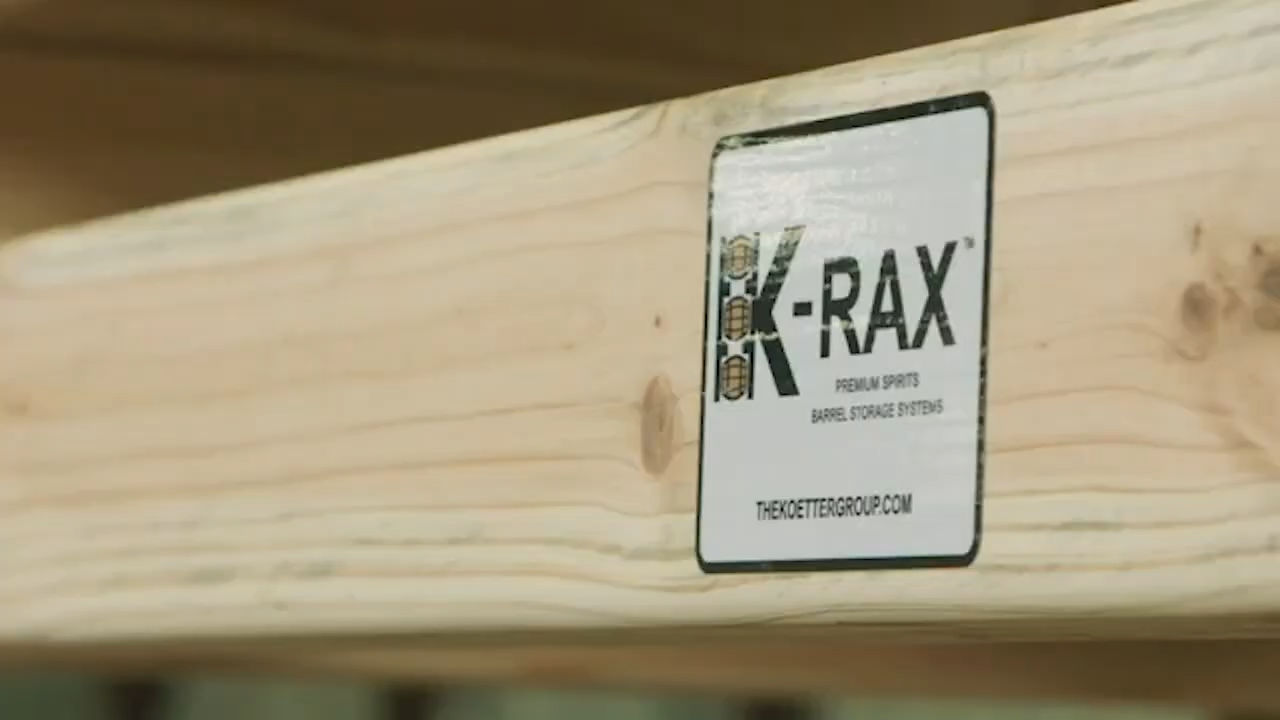 K-RAX™
PREMIUM SPIRITS
BARREL STORAGE SYSTEMS
THEKOETTERGROUP.COM